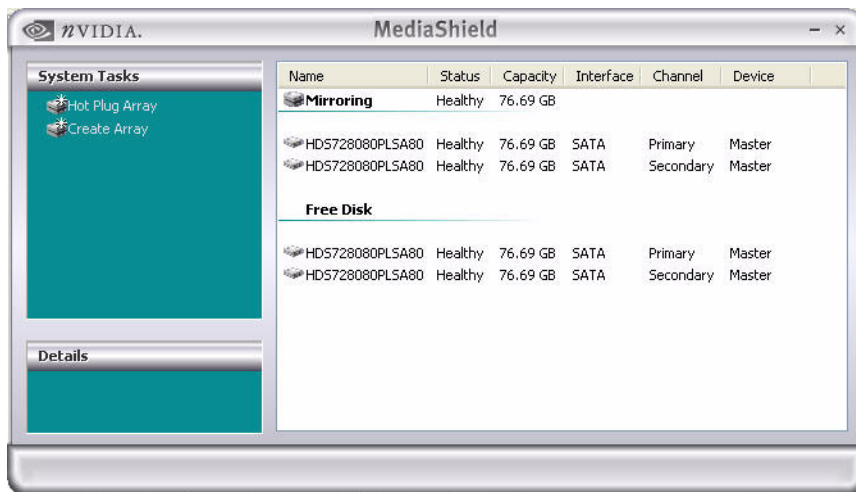 nVIDIA. MediaShield
System Tasks
Hot Plug Array
Create Array
Details
Name Status Capacity Interface Channel Device
Mirroring Healthy 76.69 GB
HDS728080PLSA80 Healthy 76.69 GB SATA Primary Master
HDS728080PLSA80 Healthy 76.69 GB SATA Secondary Master
Free Disk
HDS728080PLSA80 Healthy 76.69 GB SATA Primary Master
HDS728080PLSA80 Healthy 76.69 GB SATA Secondary Master